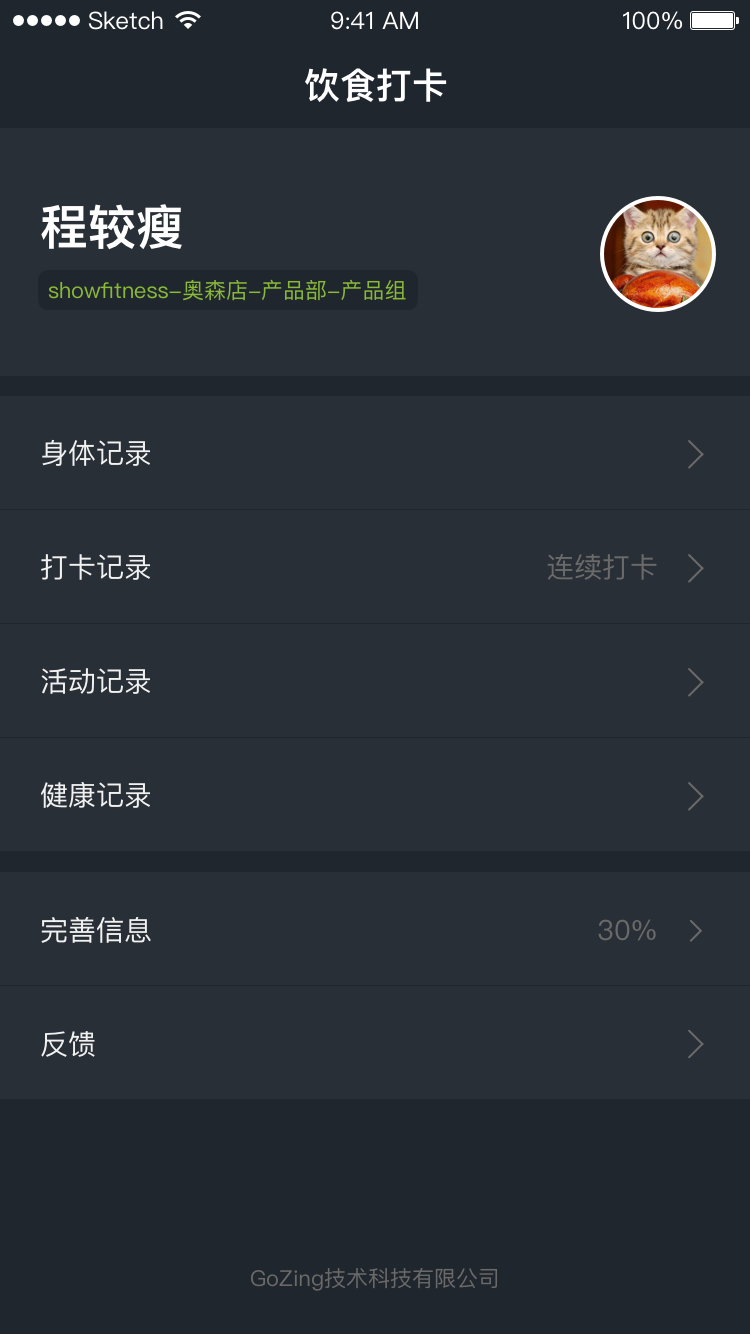 Sketch 9:41 AM 100%
饮食打卡
程较瘦
showfitness-奥森店-产品部-产品组
身体记录
打卡记录 连续打卡
活动记录
健康记录
完善信息 30%
反馈
GoZing技术科技有限公司